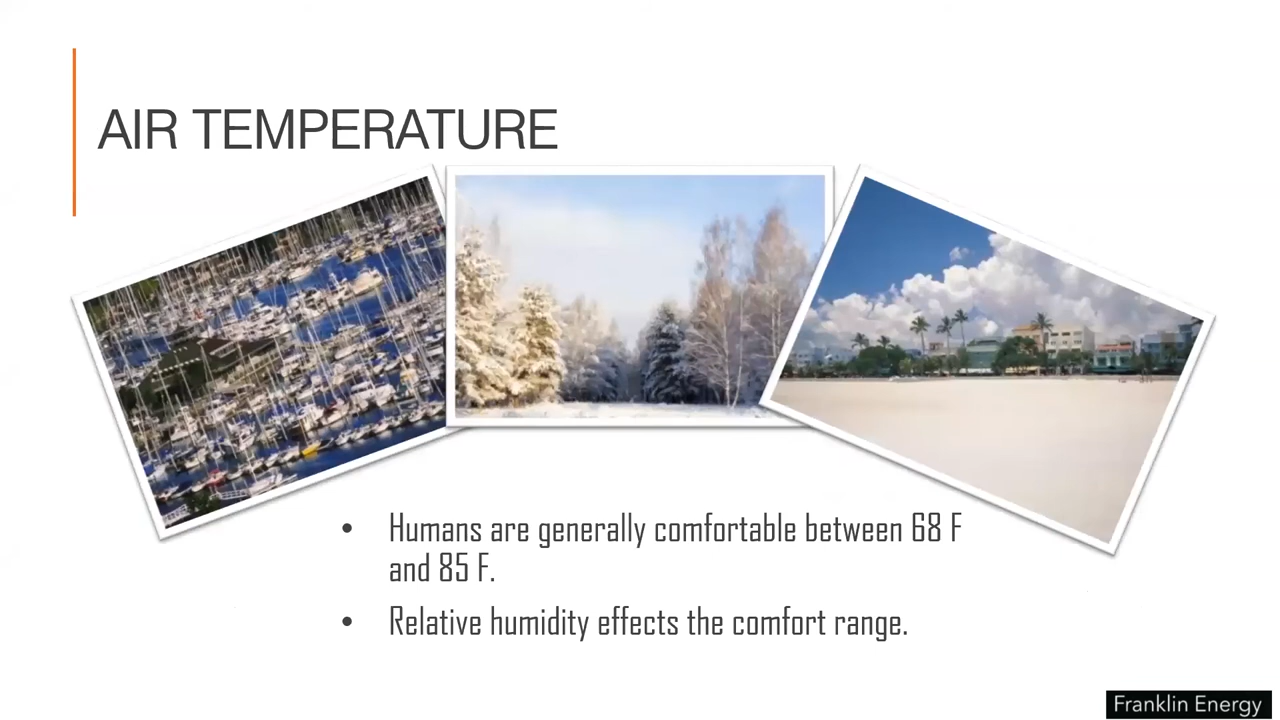 AIR TEMPERATURE
• Humans are generally comfortable between 68 F
and 85 F.
• Relative humidity effects the comfort range.
Franklin Energy